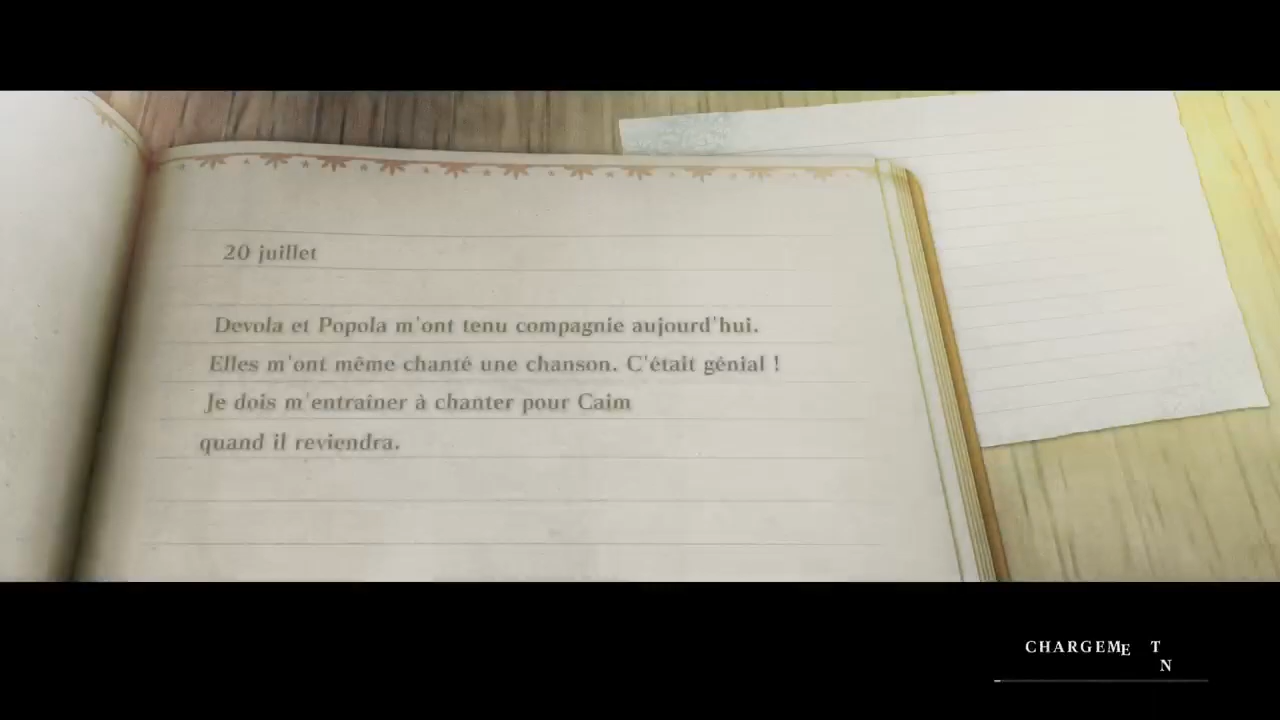 20 juillet
Devola et Popola m'ont tenu compagnie aujourd'hui.
Elles m'ont même chanté une chanson. C'était génial !
Je dois m'entraîner à chanter pour Caim
quand il reviendra.
CHARGEMENT